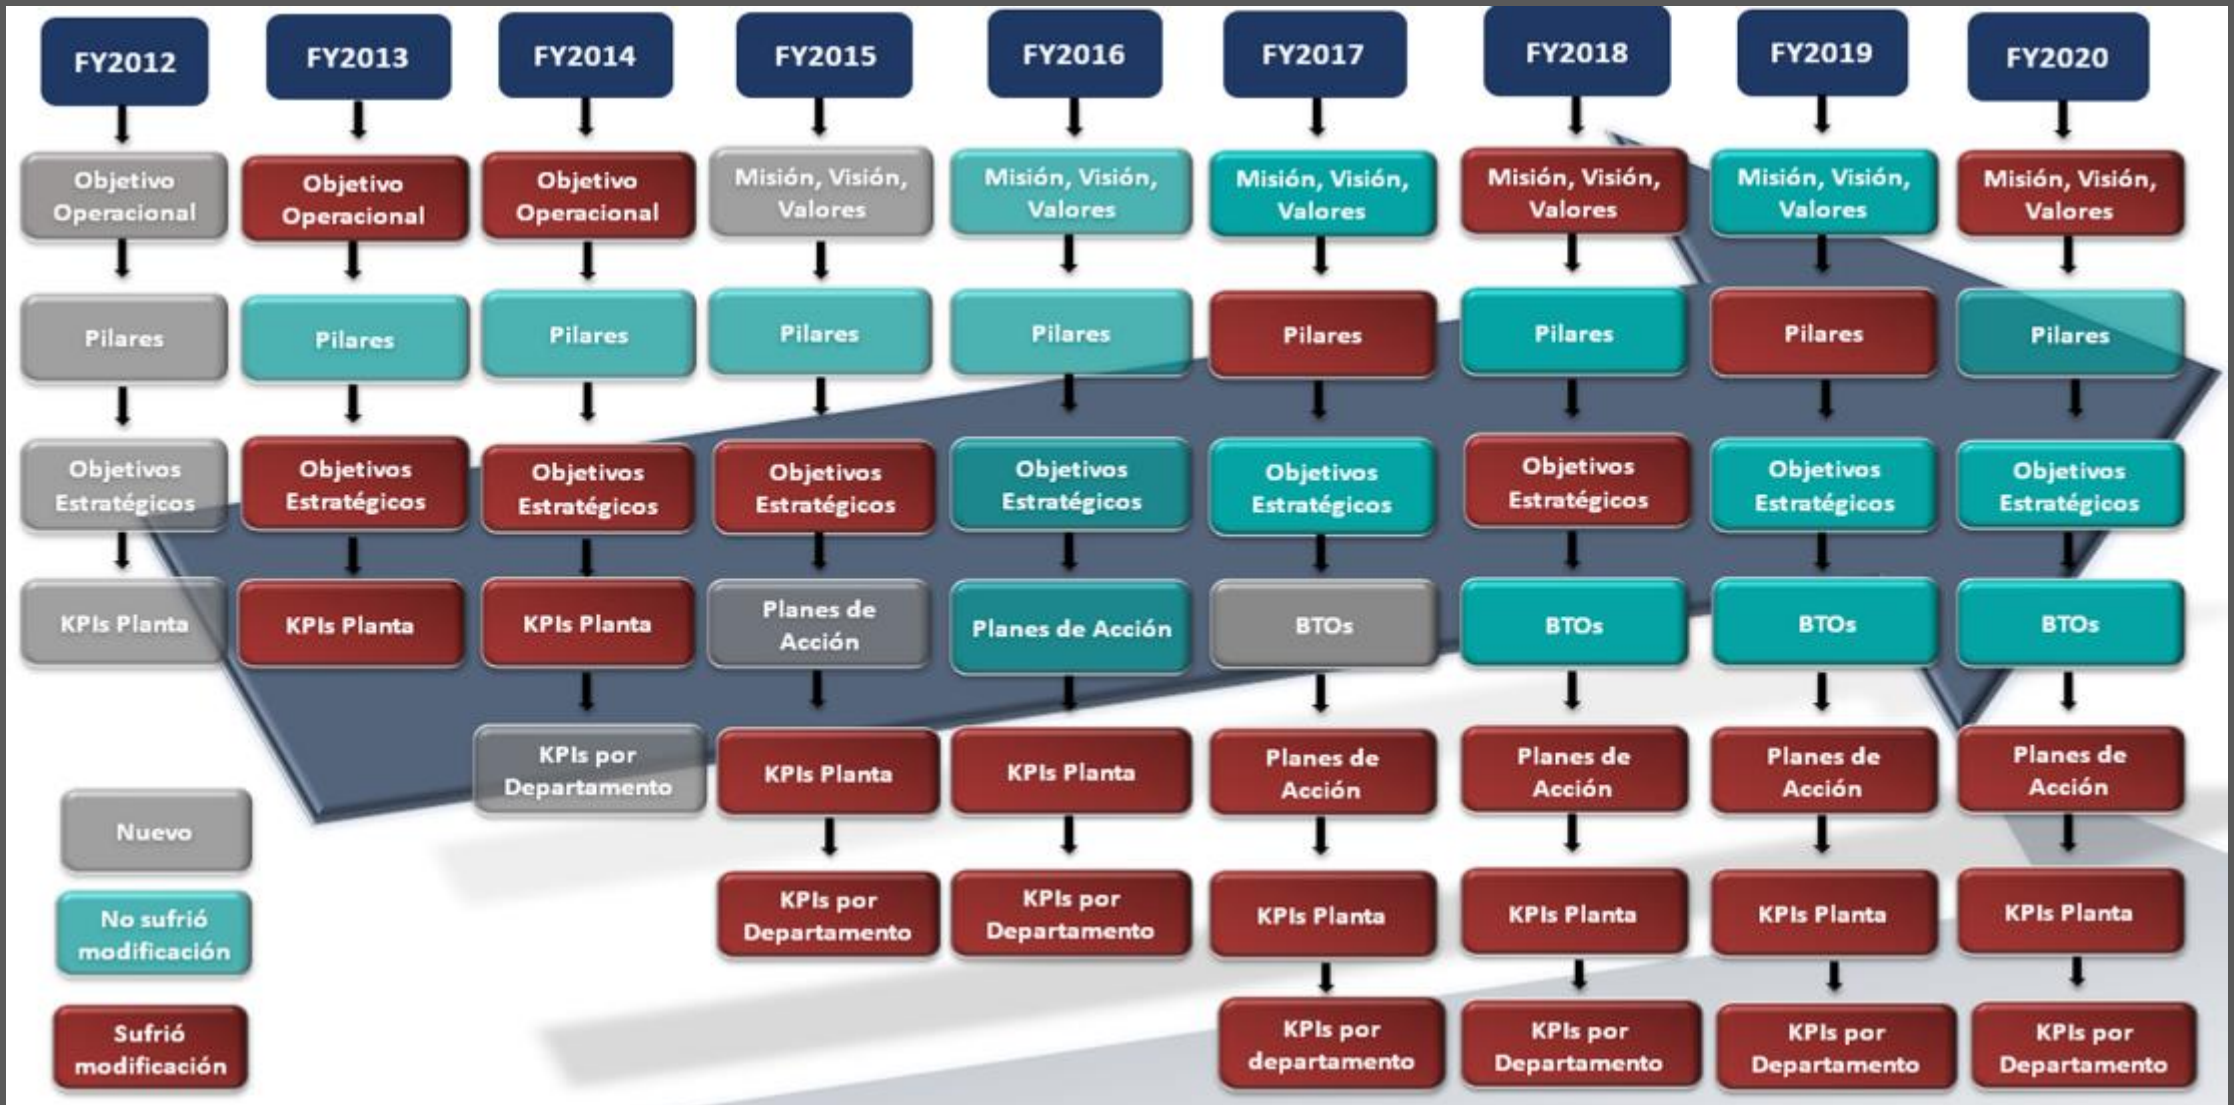 FY2012
FY2013
FY2014
FY2015
FY2016
FY2017
FY2018
FY2019
FY2020
Objetivo
Operacional
Objetivo
Operacional
Objetivo
Operacional
Misión, Visión,
Valores
Misión, Visión,
Valores
Misión, Visión,
Valores
Misión, Visión,
Valores
Misión, Visión,
Valores
Misión, Visión,
Valores
Pilares
Pilares
Pilares
Pilares
Pilares
Pilares
Pilares
Pilares
Pilares
Objetivos
Estratégicos
Objetivos
Estratégicos
Objetivos
Estratégicos
Objetivos
Estratégicos
Objetivos
Estratégicos
Objetivos
Estratégicos
Objetivos
Estratégicos
Objetivos
Estratégicos
Objetivos
Estratégicos
KPIs Planta
KPIs Planta
KPIs Planta
Planes de
Acción
Planes de Acción
BTOs
BTOs
BTOs
BTOs
KPIs por
Departamento
KPIs Planta
KPIs Planta
Planes de
Acción
Planes de
Acción
Planes de
Acción
Planes de
Acción
KPIs por
Departamento
KPIs por
Departamento
KPIs Planta
KPIs Planta
KPIs Planta
KPIs Planta
KPIs por
departamento
KPIs por
Departamento
KPIs por
Departamento
KPIs por
Departamento
Nuevo
No sufrió
modificación
Sufrió
modificación